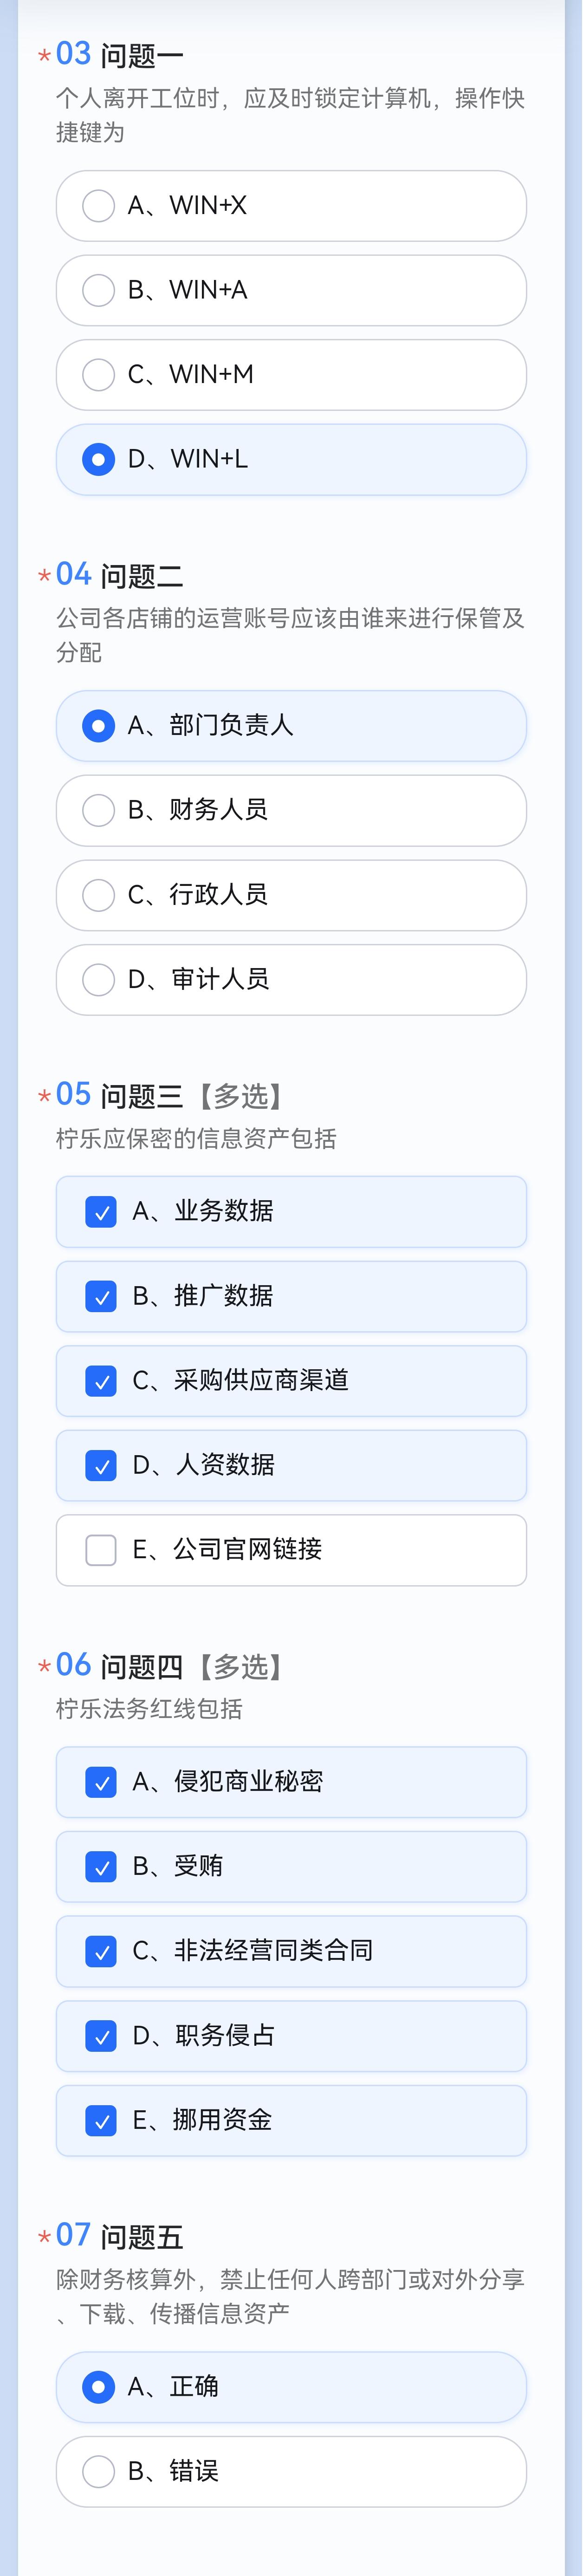 * 03 问题一
个人离开工位时，应及时锁定计算机，操作快
捷键为
A、WIN+X
B、WIN+A
C、WIN+M
D、WIN+L
* 04 问题二
公司各店铺的运营账号应该由谁来进行保管及
分配
A、部门负责人
B、财务人员
C、行政人员
D、审计人员
* 05 问题三【多选】
柠乐应保密的信息资产包括
A、业务数据
B、推广数据
C、采购供应商渠道
D、人资数据
E、公司官网链接
* 06 问题四【多选】
柠乐法务红线包括
A、侵犯商业秘密
B、受贿
C、非法经营同类合同
D、职务侵占
E、挪用资金
* 07 问题五
除财务核算外，禁止任何人跨部门或对外分享
、下载、传播信息资产
A、正确
B、错误